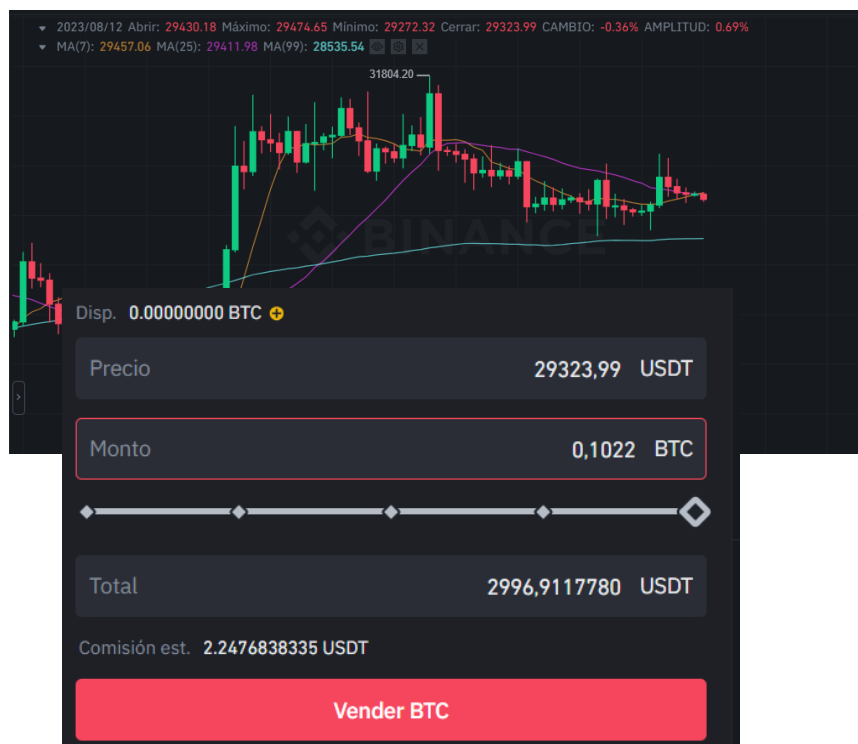 2023/08/12 Abrir: 29430.18 Máximo: 29474.65 Mínimo: 29272.32 Cerrar: 29323.99 CAMBIO: -0.36% AMPLITUD: 0.69%
MA(7): 29457.06 MA(25): 29411.98 MA(99): 28535.54
31804.20
BINANCE
Disp. 0.00000000 BTC
Precio 29323,99 USDT
Monto 0,1022 BTC
Total 2996,9117780 USDT
Comisión est. 2.2476838335 USDT
Vender BTC